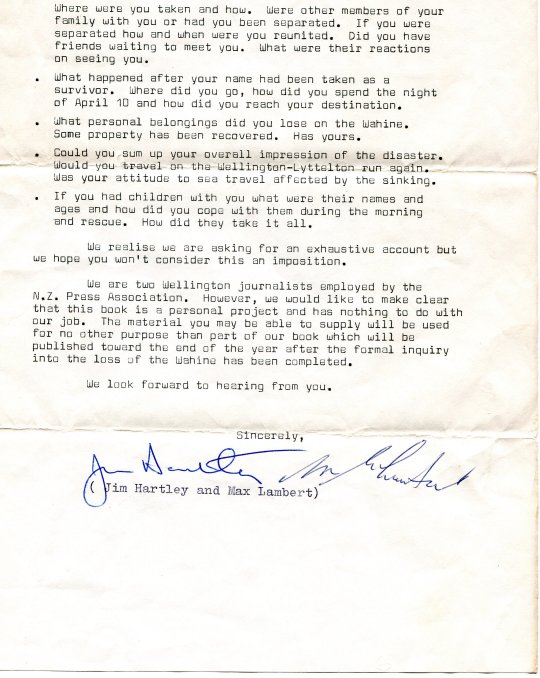 Where were you taken and how. Were other members of your
family with you or had you been separated. If you were
separated how and when were you reunited. Did you have
friends waiting to meet you. What were their reactions
on seeing you.
. What happened after your name had been taken as a
survivor. Where did you go, how did you spend the night
of April 10 and how did you reach your destination.
. What personal belongings did you lose on the Wahine.
Some property has been recovered. Has yours.
. Could you sum up your overall impression of the disaster.
Would you travel on the Wellington-Lyttelton run again.
Was your attitude to sea travel affected by the sinking.
. If you had children with you what were their names and
ages and how did you cope with them during the morning
and rescue. How did they take it all.
We realise we are asking for an exhaustive account but
we hope you won't consider this an imposition.
We are two Wellington journalists employed by the
N.Z. Press Association. However, we would like to make clear
that this book is a personal project and has nothing to do with
our job. The material you may be able to supply will be used
for no other purpose than part of our book which will be
published toward the end of the year after the formal inquiry
into the loss of the Wahine has been completed.
We look forward to hearing from you.
Sincerely,
( Jim Hartley and Max Lambert)